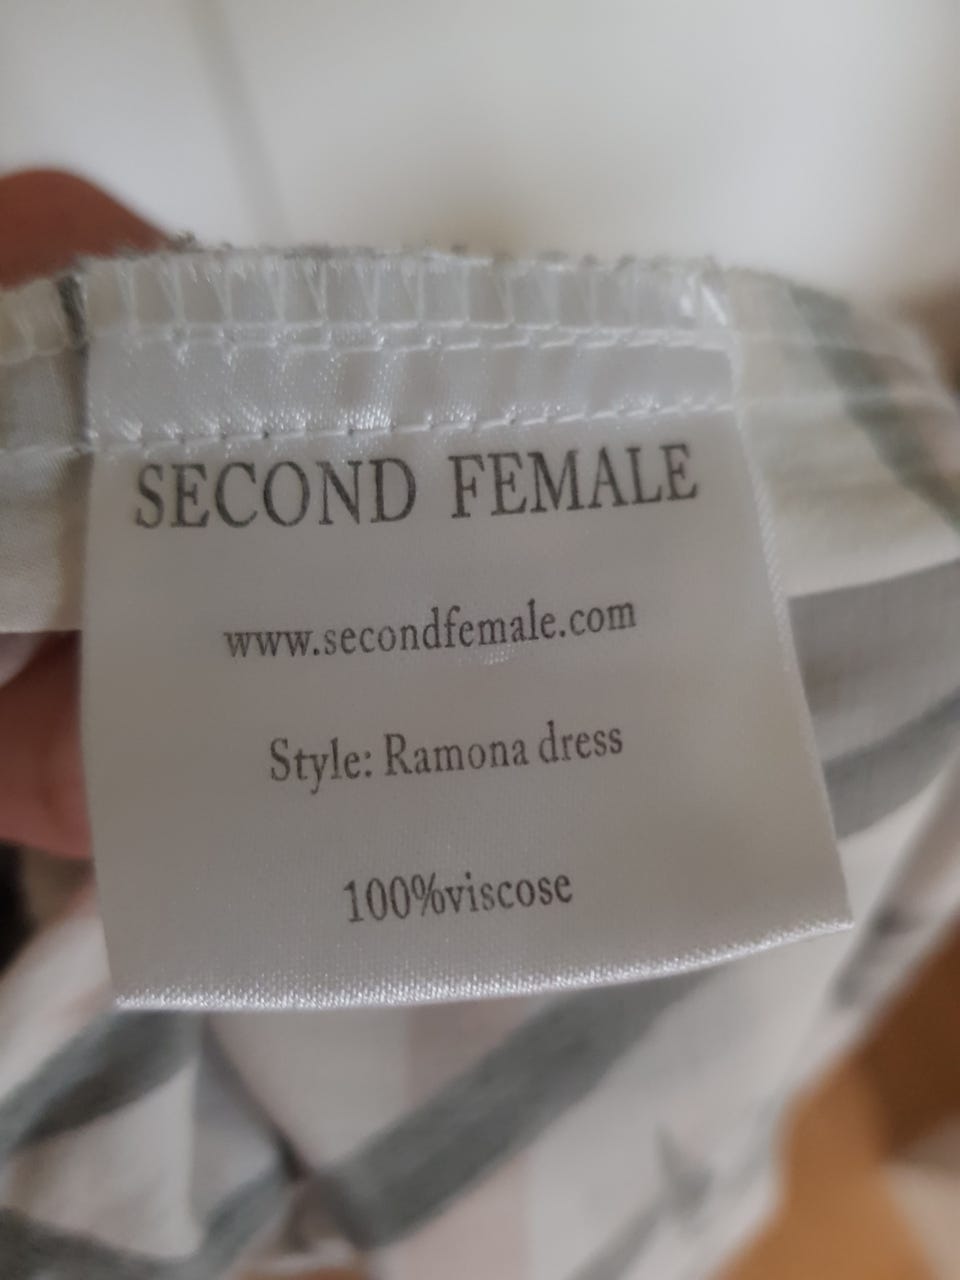 SECOND FEMALE
www.secondfemale.com
Style: Ramona dress
100%viscose